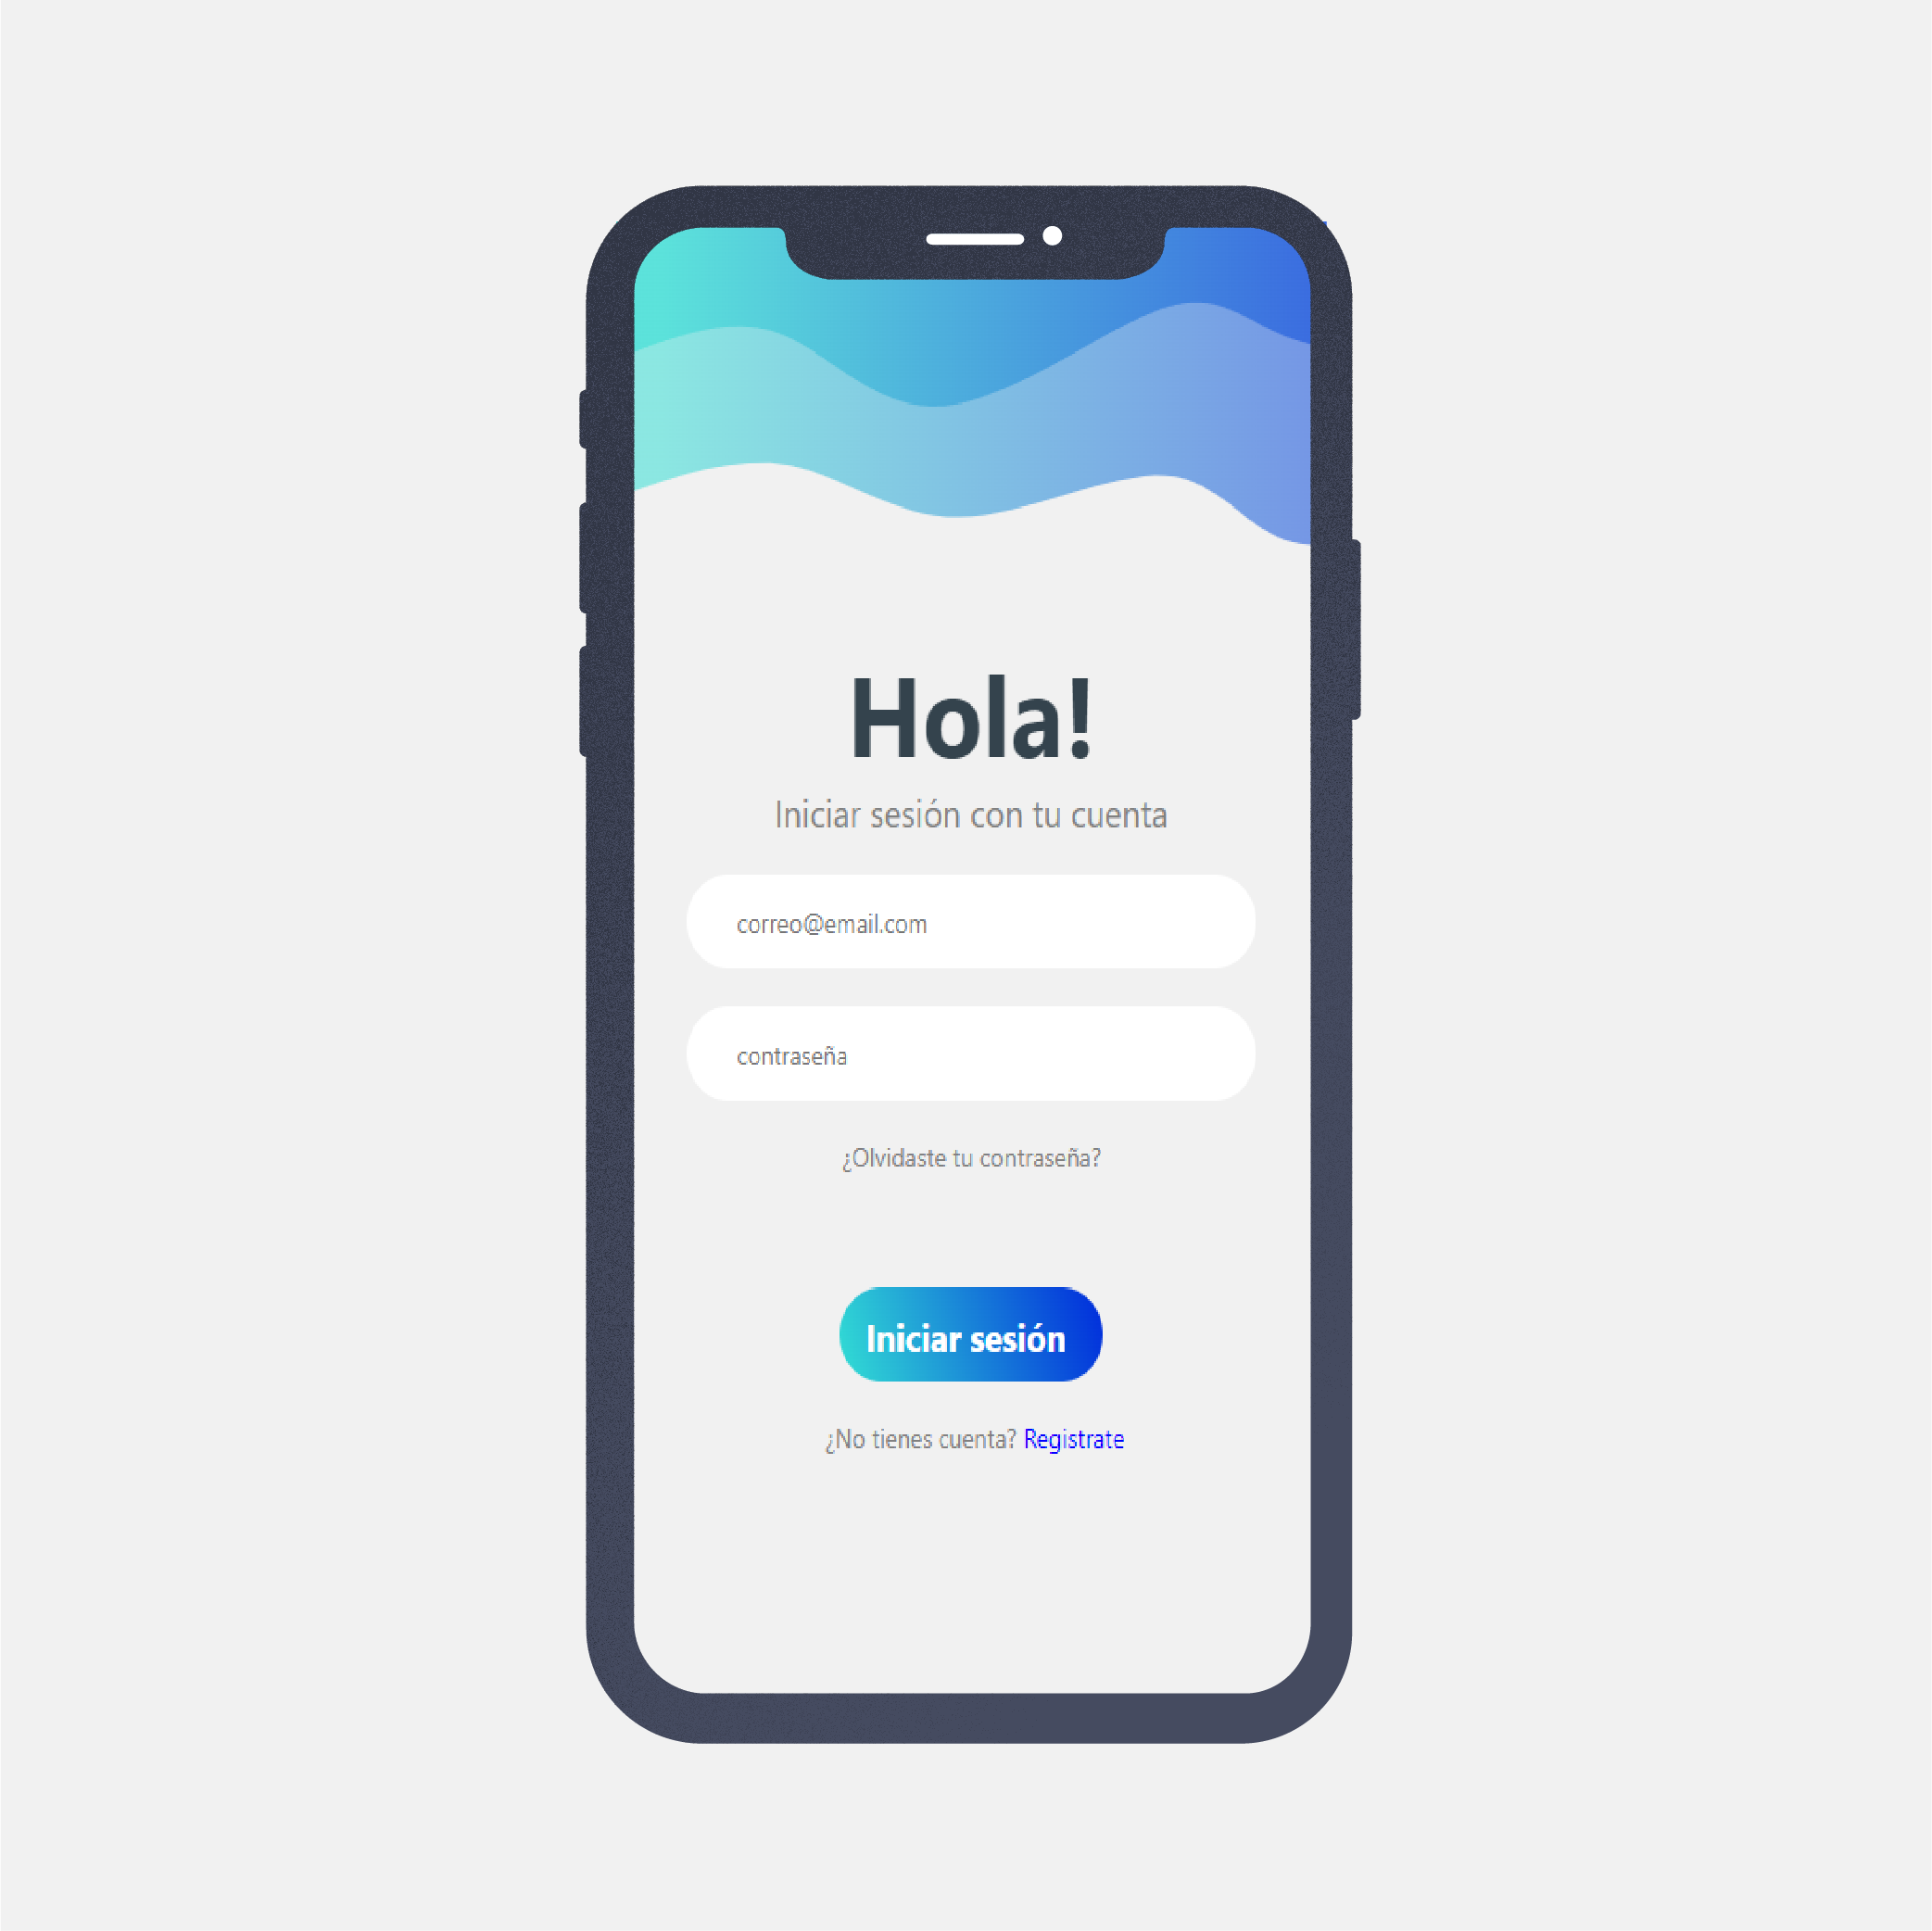 Hola!
Iniciar sesión con tu cuenta
correo@email.com
contraseña
¿Olvidaste tu contraseña?
Iniciar sesión
¿No tienes cuenta? Registrate